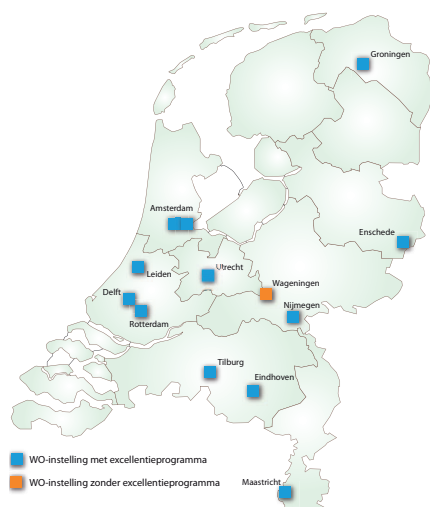 Groningen
Amsterdam
Enschede
Leiden
Utrecht
Wageningen
Delft
Nijmegen
Rotterdam
Tilburg
Eindhoven
WO-instelling met excellentieprogramma
WO-instelling zonder excellentieprogramma
Maastricht